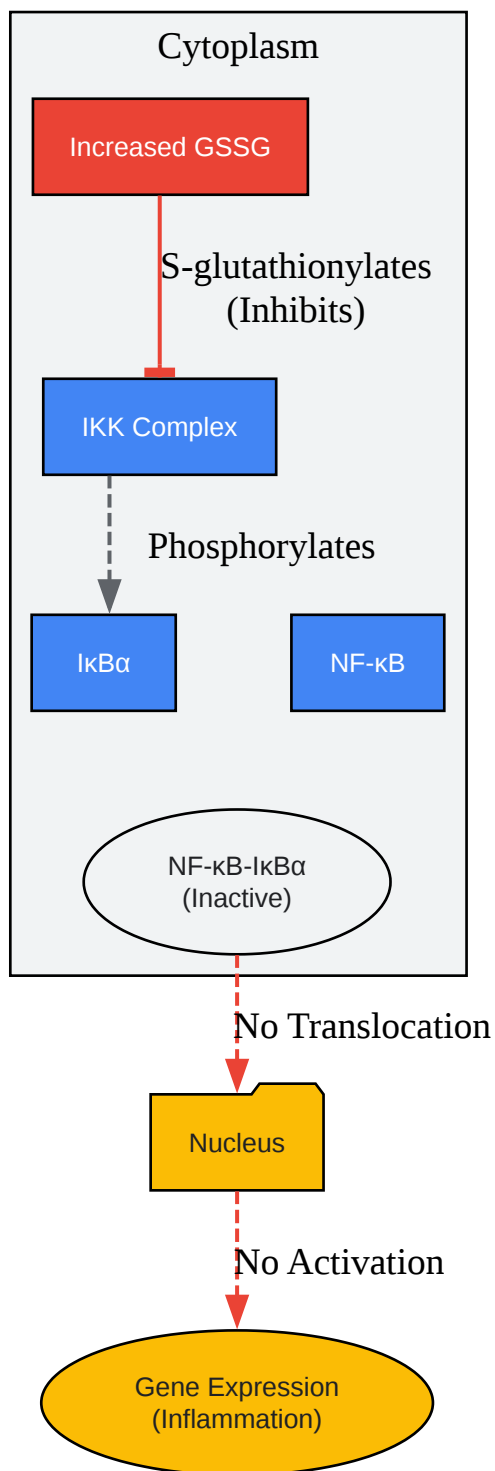 Cytoplasm
Increased GSSG
S-glutathionylates
(Inhibits)
IKK Complex
Phosphorylates
IκBα
NF-κB
NF-κB-IκBα
(Inactive)
No Translocation
Nucleus
No Activation
Gene Expression
(Inflammation)